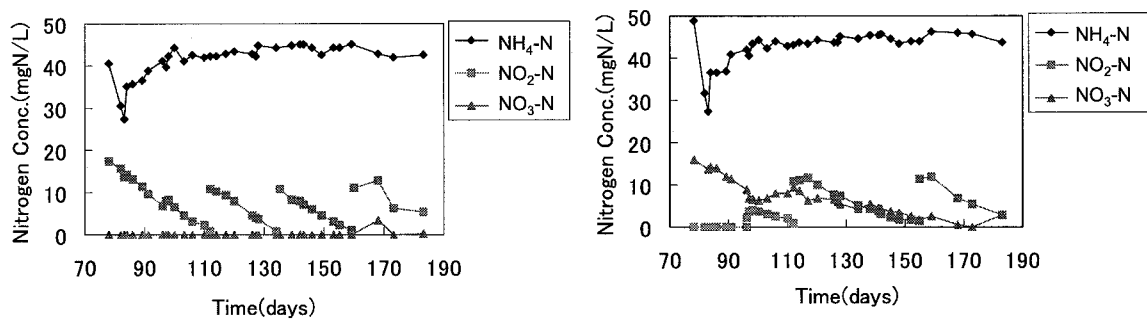 50
40
30
20
10
0
Nitrogen Conc.(mgN/L)
70 90 110 130 150 170 190
Time(days)
NH₄-N
NO₂-N
NO₃-N
50
40
30
20
10
0
Nitrogen Conc.(mgN/L)
70 90 110 130 150 170 190
Time(days)
NH₄-N
NO₂-N
NO₃-N